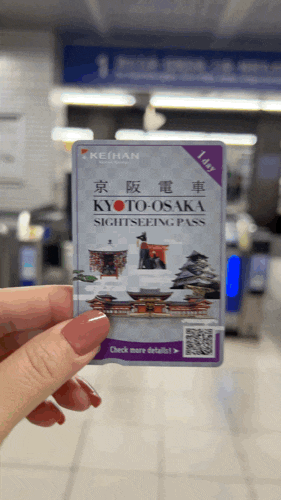 KEIHAN
1 day
京阪電車
KYOTO-OSAKA
SIGHTSEEING PASS
Check more details!